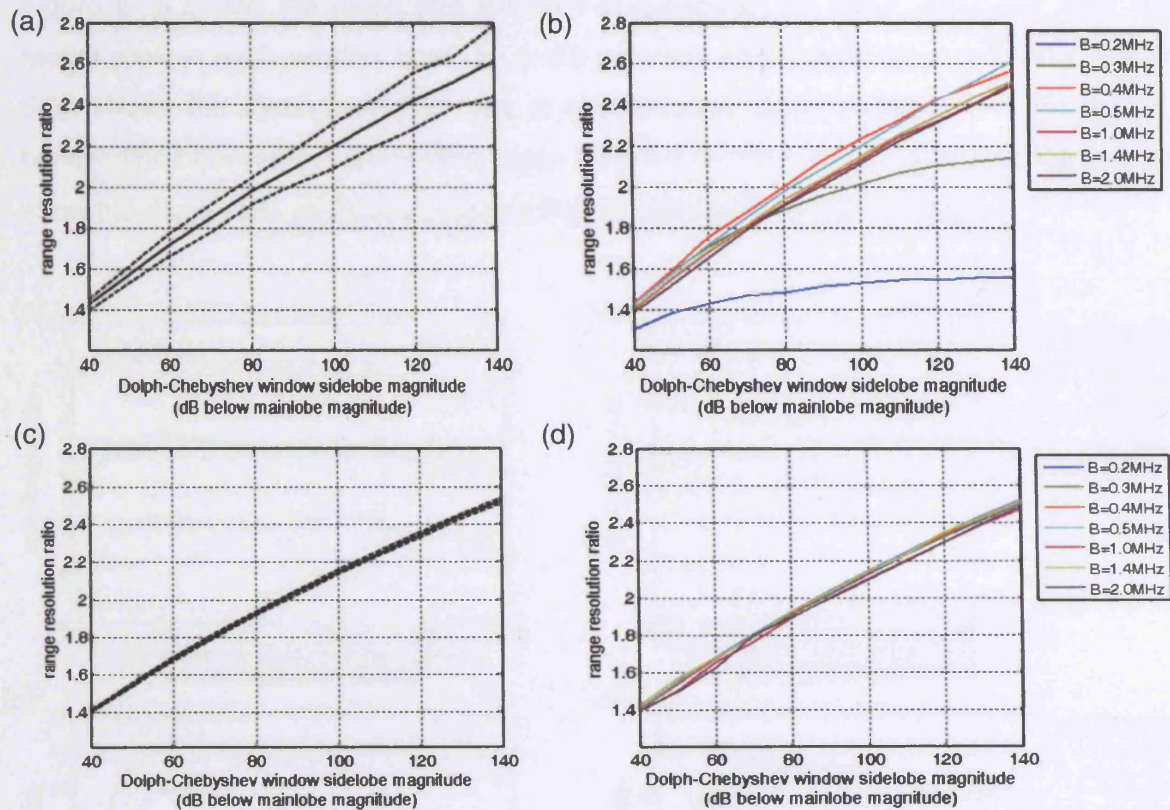 (a)
2.8
2.6
2.4
2.2
2
1.8
1.6
1.4
range resolution ratio
40 60 80 100 120 140
Dolph-Chebyshev window sidelobe magnitude
(dB below mainlobe magnitude)
(b)
2.8
2.6
2.4
2.2
2
1.8
1.6
1.4
range resolution ratio
40 60 80 100 120 140
Dolph-Chebyshev window sidelobe magnitude
(dB below mainlobe magnitude)
B=0.2MHz
B=0.3MHz
B=0.4MHz
B=0.5MHz
B=1.0MHz
B=1.4MHz
B=2.0MHz
(c)
2.8
2.6
2.4
2.2
2
1.8
1.6
1.4
range resolution ratio
40 60 80 100 120 140
Dolph-Chebyshev window sidelobe magnitude
(dB below mainlobe magnitude)
(d)
2.8
2.6
2.4
2.2
2
1.8
1.6
1.4
range resolution ratio
40 60 80 100 120 140
Dolph-Chebyshev window sidelobe magnitude
(dB below mainlobe magnitude)
B=0.2MHz
B=0.3MHz
B=0.4MHz
B=0.5MHz
B=1.0MHz
B=1.4MHz
B=2.0MHz